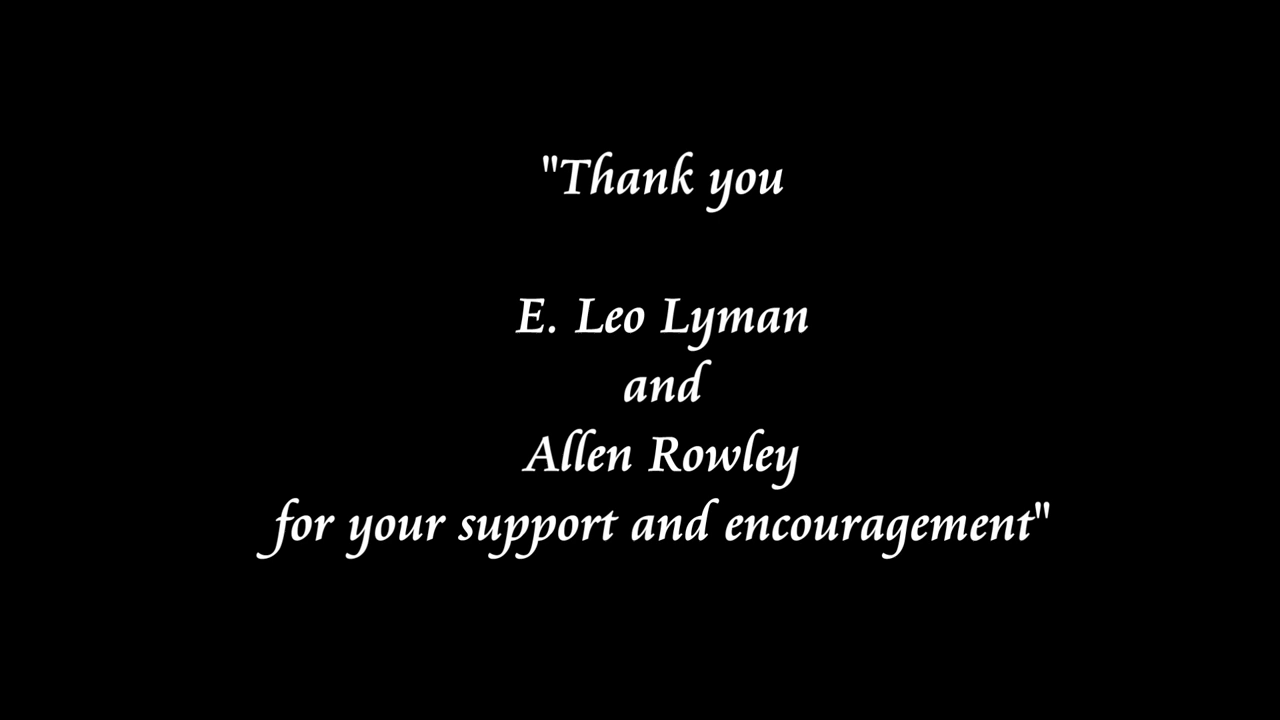 "Thank you
E. Leo Lyman
and
Allen Rowley
for your support and encouragement"